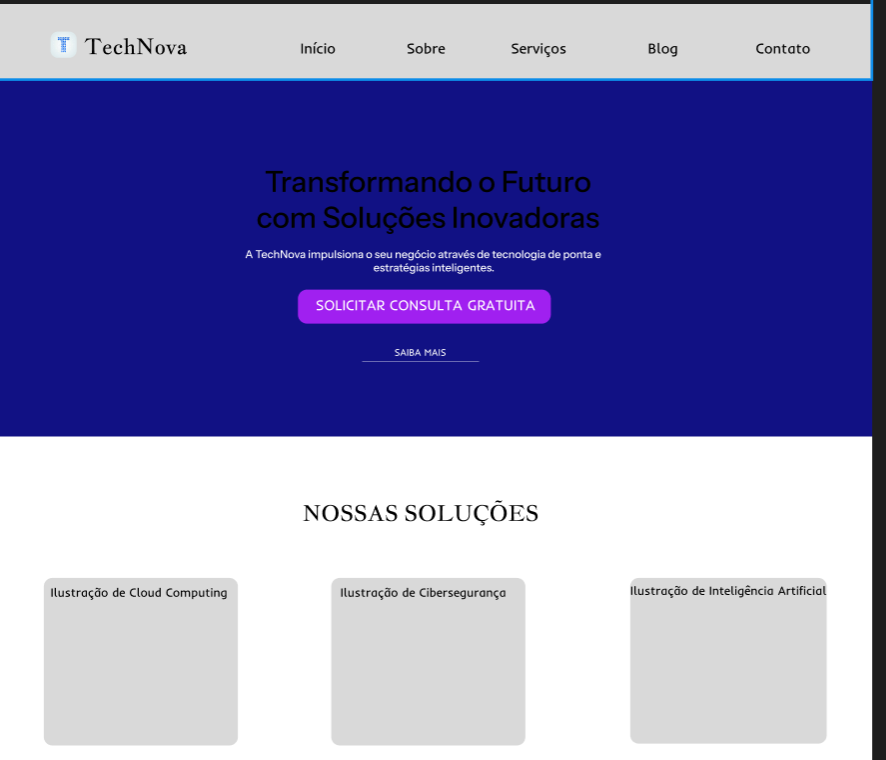 T TechNova Início Sobre Serviços Blog Contato
Transformando o Futuro
com Soluções Inovadoras
A TechNova impulsiona o seu negócio através de tecnologia de ponta e
estratégias inteligentes.
SOLICITAR CONSULTA GRATUITA
SAIBA MAIS
NOSSAS SOLUÇÕES
Ilustração de Cloud Computing
Ilustração de Cibersegurança
Ilustração de Inteligência Artificial